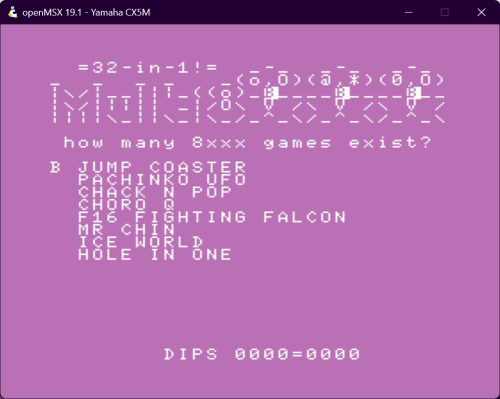 openMSX 19.1 - Yamaha CX5M
=32-in-1!=
how many 8xxx games exist?
B JUMP COASTER
PACHINKO UFO
CHACK N POP
CHORO Q
F16 FIGHTING FALCON
MR CHIN
ICE WORLD
HOLE IN ONE
DIPS 0000=0000